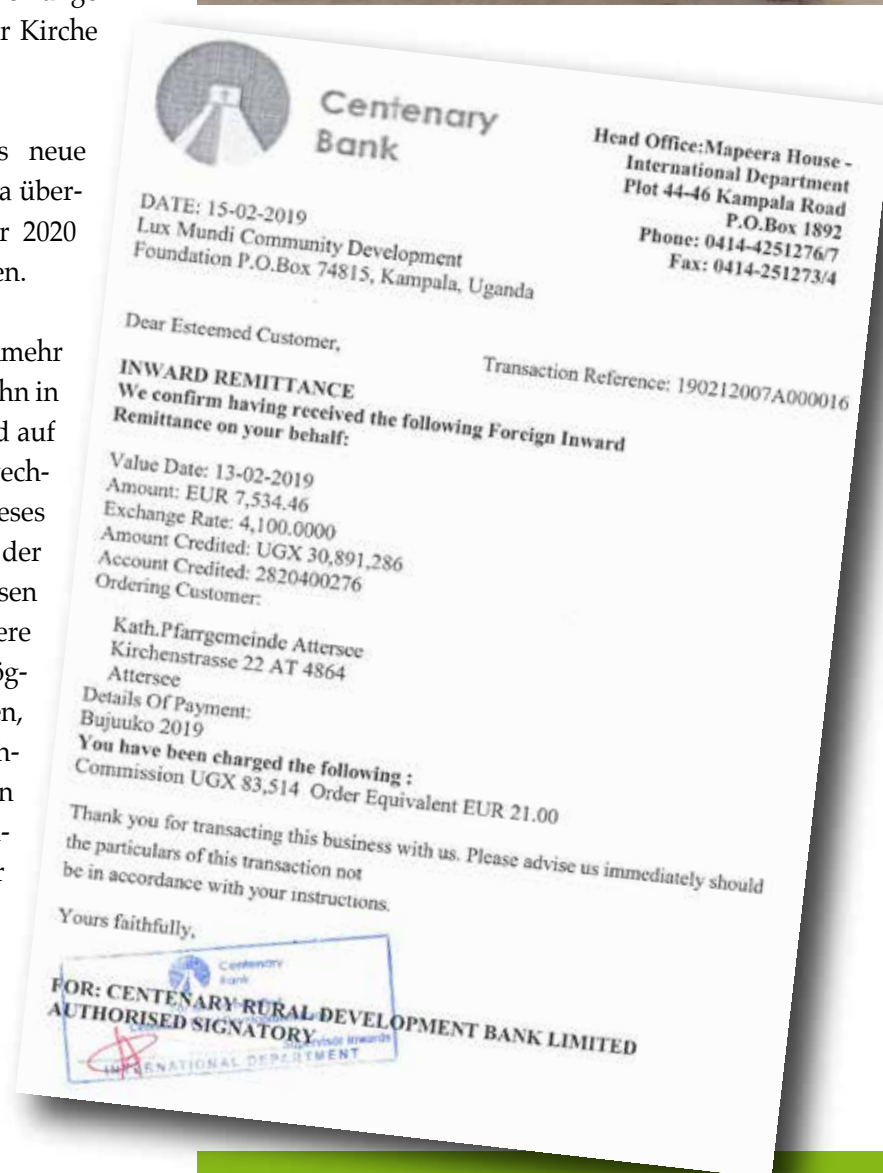 r Kirche
s neue
a über-
r 2020
en.
mehr
hn in
d auf
ech-
eses
der
sen
ere
ög-
en,
n-
n
r
Centenary
Bank
Head Office:Mapeera House -
International Department
Plot 44-46 Kampala Road
P.O.Box 1892
Phone: 0414-4251276/7
Fax: 0414-251273/4
DATE: 15-02-2019
Lux Mundi Community Development
Foundation P.O.Box 74815, Kampala, Uganda
Dear Esteemed Customer,
Transaction Reference: 190212007A000016
INWARD REMITTANCE
We confirm having received the following Foreign Inward
Remittance on your behalf:
Value Date: 13-02-2019
Amount: EUR 7,534.46
Exchange Rate: 4,100.0000
Amount Credited: UGX 30,891,286
Account Credited: 2820400276
Ordering Customer:
Kath.Pfarrgemeinde Attersee
Kirchenstrasse 22 AT 4864
Attersee
Details Of Payment:
Bujuuko 2019
You have been charged the following :
Commission UGX 83,514 Order Equivalent EUR 21.00
Thank you for transacting this business with us. Please advise us immediately should
the particulars of this transaction not
be in accordance with your instructions.
Yours faithfully,
Centenary
Bank
FOR: CENTENARY RURAL DEVELOPMENT BANK LIMITED
AUTHORISED SIGNATORY
Supervisor Inwards
INTERNATIONAL DEPARTMENT